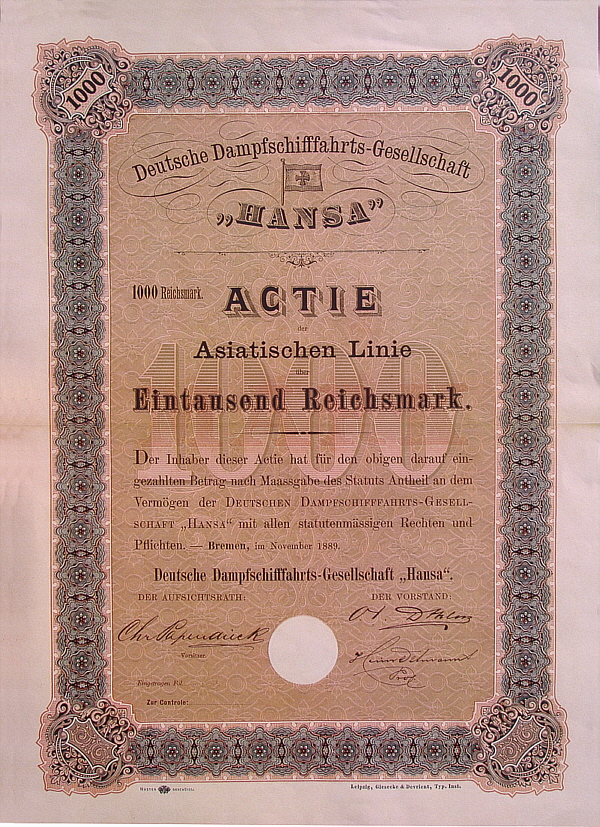 1000
1000
Deutsche Dampfschifffahrts-Gesellschaft
„HANSA”
1000 Reichsmark.
ACTIE
der
Asiatischen Linie
über
1000
Eintausend Reichsmark.
Der Inhaber dieser Actie hat für den obigen darauf ein-
gezahlten Betrag nach Maassgabe des Statuts Antheil an dem
Vermögen der DEUTSCHEN DAMPFSCHIFFFAHRTS-GESELL-
SCHAFT „HANSA“ mit allen statutenmässigen Rechten und
Pflichten. — Bremen, im November 1889.
Deutsche Dampfschifffahrts-Gesellschaft „Hansa“.
DER AUFSICHTSRATH:
DER VORSTAND:
Chr Papendieck
Vorsitzer.
Eingetragen Fol.
Zur Controle:
Leipzig, Giesecke & Devrient, Typ. Inst.